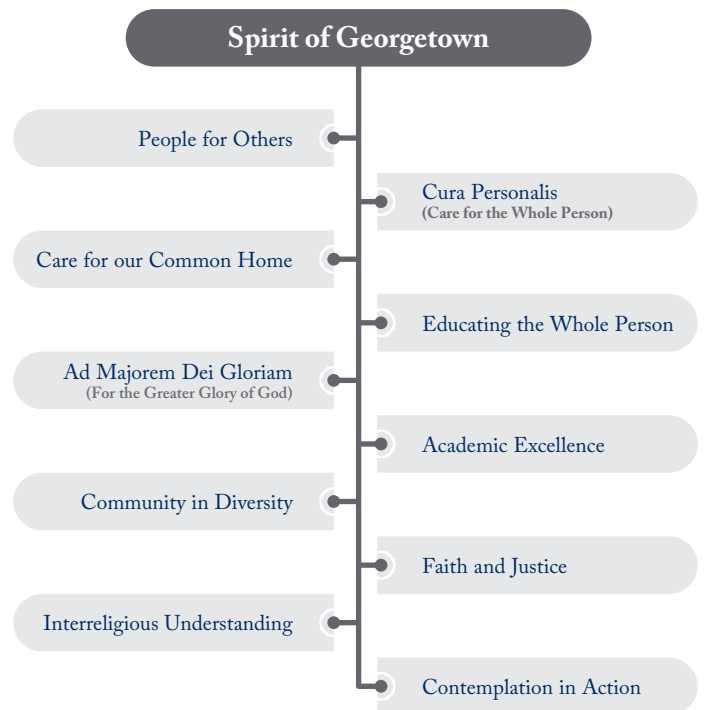 Spirit of Georgetown
People for Others
Cura Personalis
(Care for the Whole Person)
Care for our Common Home
Educating the Whole Person
Ad Majorem Dei Gloriam
(For the Greater Glory of God)
Academic Excellence
Community in Diversity
Faith and Justice
Interreligious Understanding
Contemplation in Action